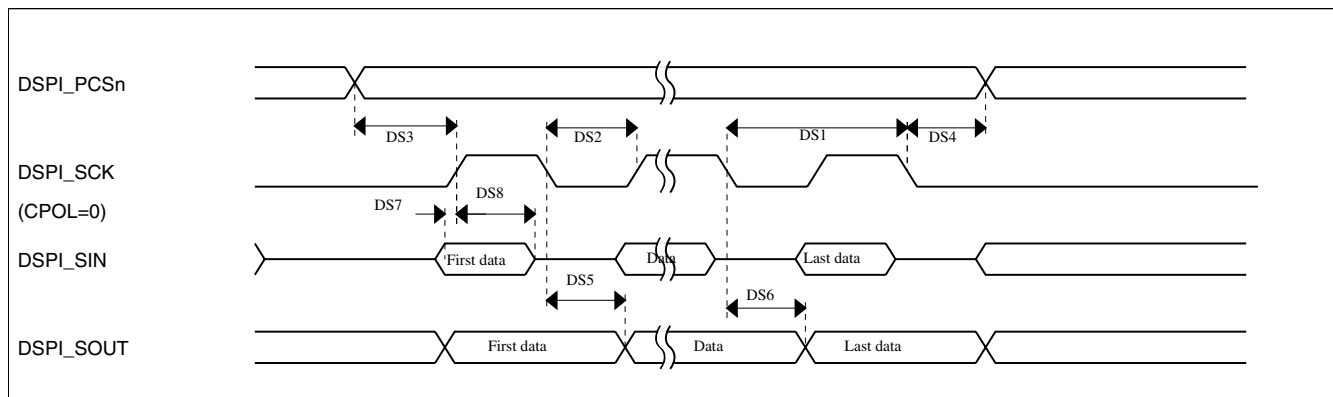 DSPI_PCSn
DS3
DS2
DS1
DS4
DSPI_SCK
(CPOL=0)
DS7
DS8
DSPI_SIN
First data
Data
Last data
DS5
DS6
DSPI_SOUT
First data
Data
Last data